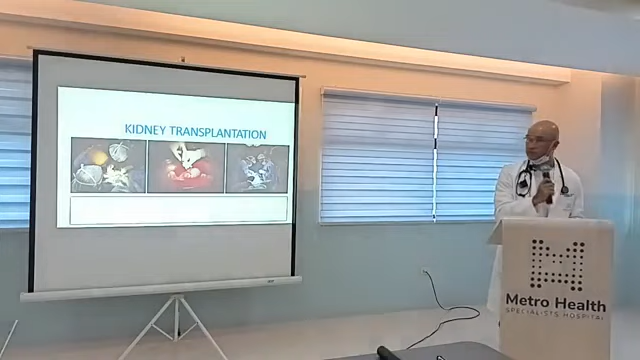 KIDNEY TRANSPLANTATION
Metro Health
SPECIALISTS HOSPITAL